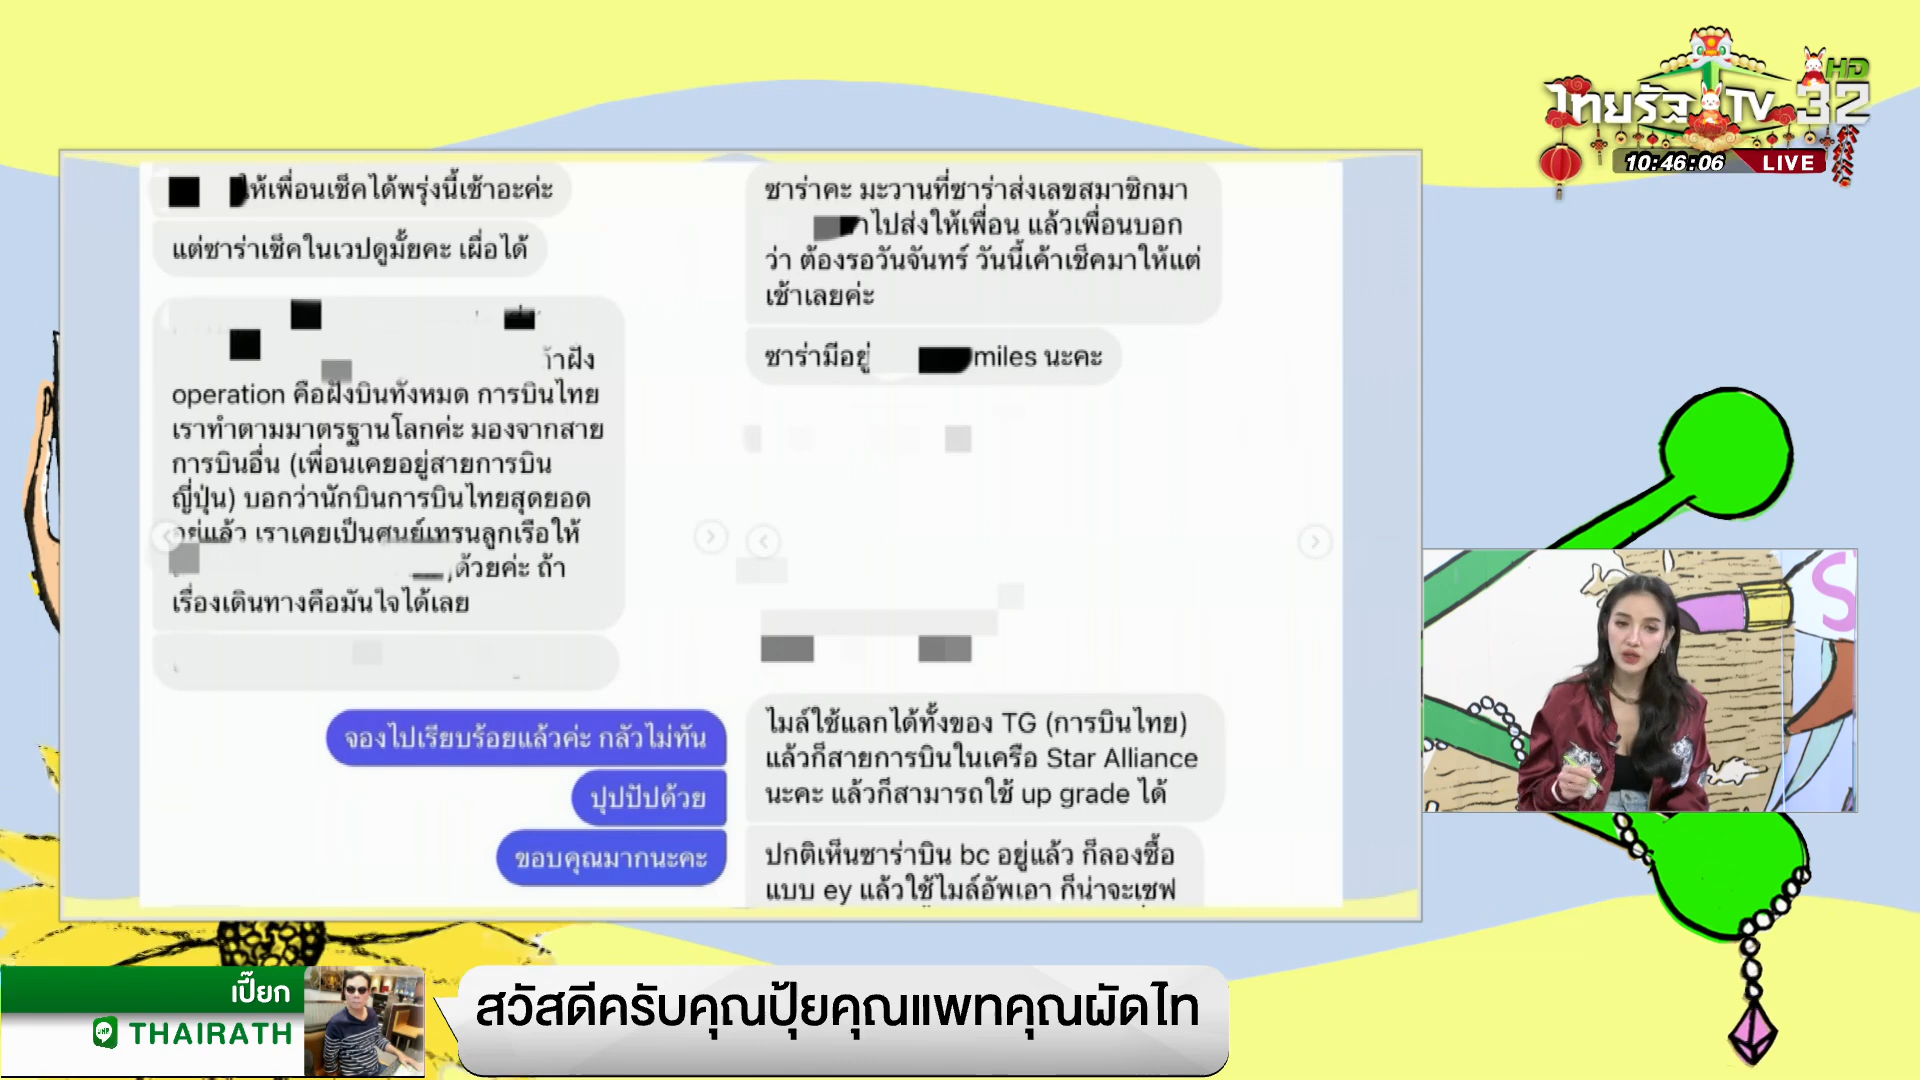 ไทยรัฐ TV HD 32
10:46:06 LIVE
ให้เพื่อนเช็คได้พรุ่งนี้เช้าอะค่ะ
แต่ซาร่าเช็คในเวปดูมั้ยคะ เผื่อได้
operation คือฝั่งบินทั้งหมด การบินไทย
เราทำตามมาตรฐานโลกค่ะ มองจากสาย
การบินอื่น (เพื่อนเคยอยู่สายการบิน
ญี่ปุ่น) บอกว่านักบินการบินไทยสุดยอด
อยู่แล้ว เราเคยเป็นศูนย์เทรนลูกเรือให้
ด้วยค่ะ ถ้า
เรื่องเดินทางคือมั่นใจได้เลย
จองไปเรียบร้อยแล้วค่ะ กลัวไม่ทัน
ปุปปัปด้วย
ขอบคุณมากนะคะ
ซาร่าคะ มะวานที่ซาร่าส่งเลขสมาชิกมา
ไปส่งให้เพื่อน แล้วเพื่อนบอก
ว่า ต้องรอวันจันทร์ วันนี้เค้าเช็คมาให้แต่
เช้าเลยค่ะ
ซาร่ามีอยู่ miles นะคะ
ไมล์ใช้แลกได้ทั้งของ TG (การบินไทย)
แล้วก็สายการบินในเครือ Star Alliance
นะคะ แล้วก็สามารถใช้ up grade ได้
ปกติเห็นซาร่าบิน bc อยู่แล้ว ก็ลองซื้อ
แบบ ey แล้วใช้ไมล์อัพเอา ก็น่าจะเซฟ
เปี๊ยก
THAIRATH
สวัสดีครับคุณปุ้ยคุณแพทคุณผัดไท